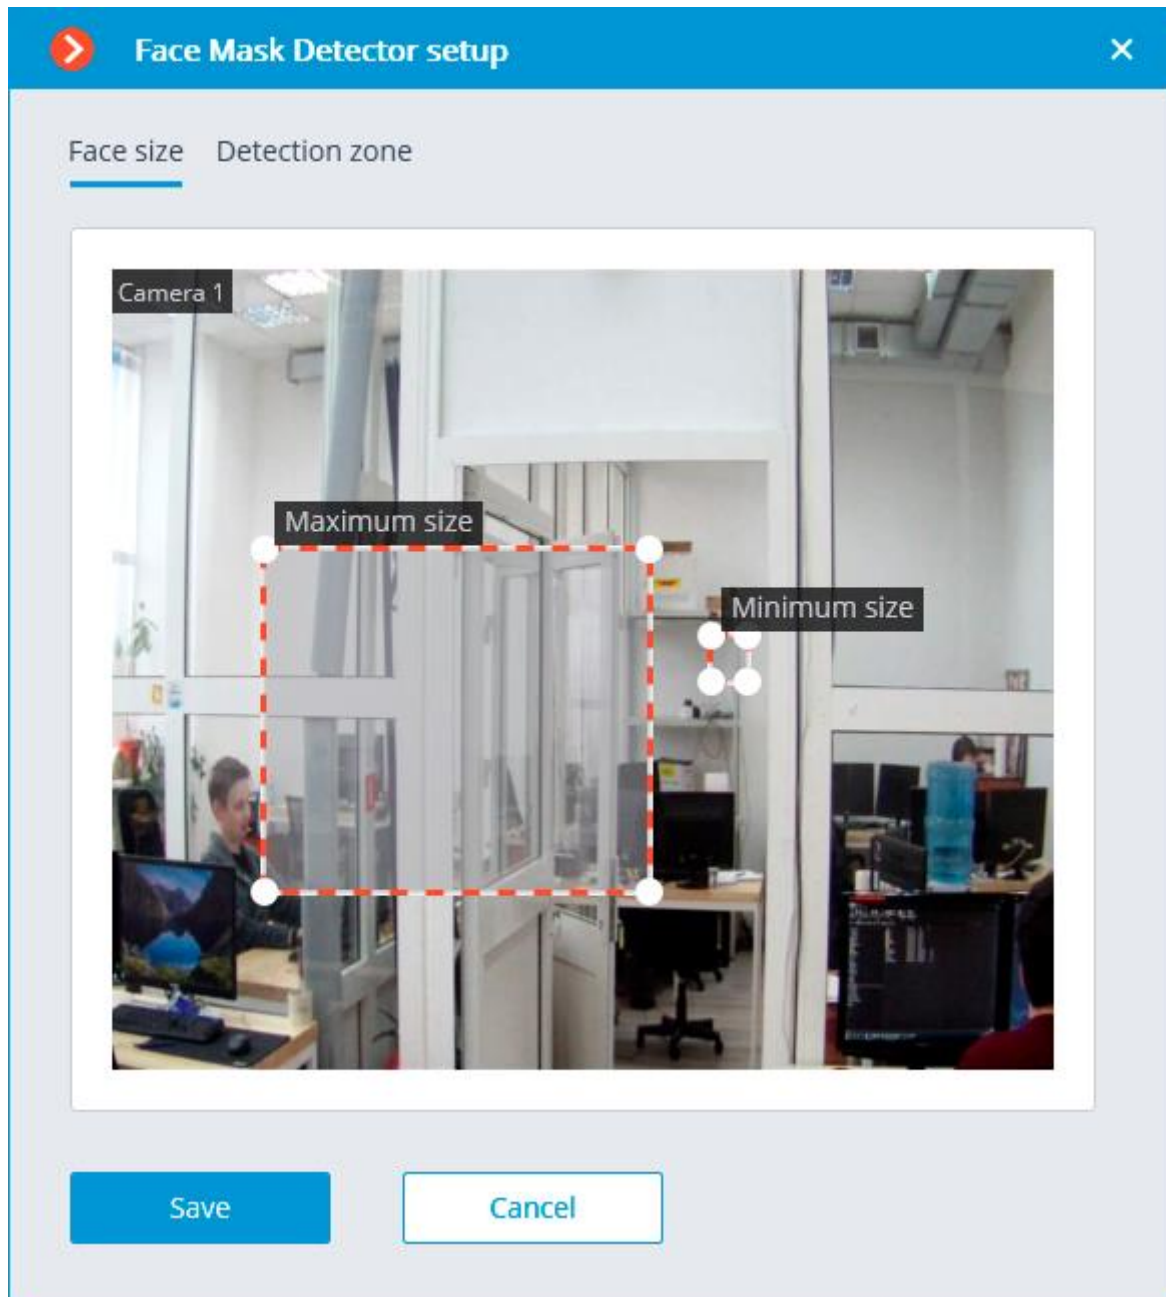 Face Mask Detector setup
Face size Detection zone
Camera 1
Maximum size
Minimum size
Save Cancel